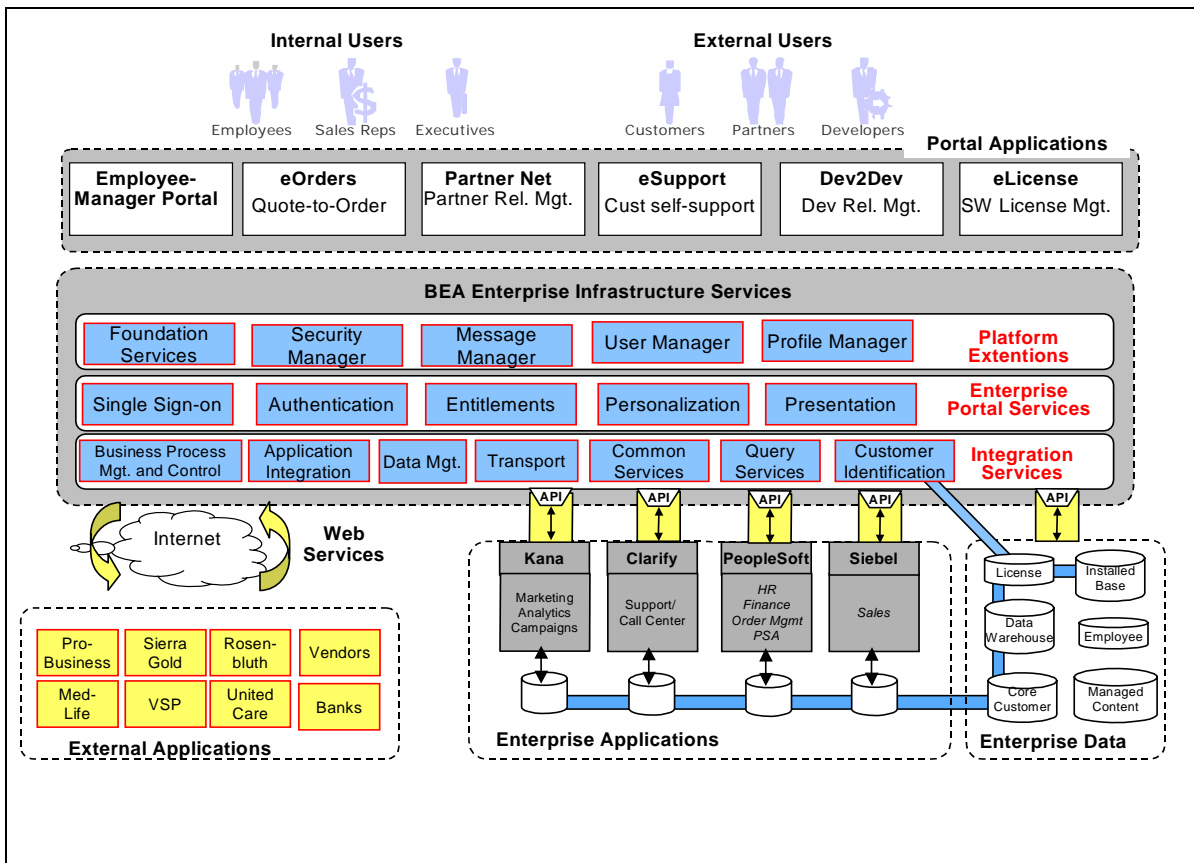 Internal Users
External Users
Employees
Sales Reps
Executives
Customers
Partners
Developers
Portal Applications
Employee-
Manager Portal
eOrders
Quote-to-Order
Partner Net
Partner Rel. Mgt.
eSupport
Cust self-support
Dev2Dev
Dev Rel. Mgt.
eLicense
SW License Mgt.
BEA Enterprise Infrastructure Services
Foundation
Services
Security
Manager
Message
Manager
User Manager
Profile Manager
Platform
Extentions
Single Sign-on
Authentication
Entitlements
Personalization
Presentation
Enterprise
Portal Services
Business Process
Mgt. and Control
Application
Integration
Data Mgt.
Transport
Common
Services
Query
Services
Customer
Identification
Integration
Services
API
API
API
API
API
Internet
Web
Services
Kana
Marketing
Analytics
Campaigns
Clarify
Support/
Call Center
PeopleSoft
HR
Finance
Order Mgmt
PSA
Siebel
Sales
License
Installed
Base
Data
Warehouse
Employee
Core
Customer
Managed
Content
Pro-
Business
Sierra
Gold
Rosen-
bluth
Vendors
Med-
Life
VSP
United
Care
Banks
External Applications
Enterprise Applications
Enterprise Data